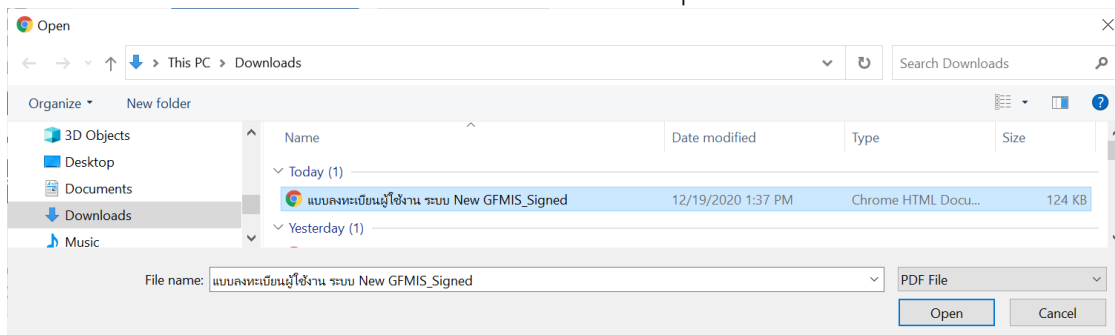 Open
This PC > Downloads
Search Downloads
Organize
New folder
3D Objects
Desktop
Documents
Downloads
Music
Name Date modified Type Size
Today (1)
แบบลงทะเบียนผู้ใช้งาน ระบบ New GFMIS_Signed 12/19/2020 1:37 PM Chrome HTML Docu... 124 KB
Yesterday (1)
File name: แบบลงทะเบียนผู้ใช้งาน ระบบ New GFMIS_Signed PDF File
Open Cancel